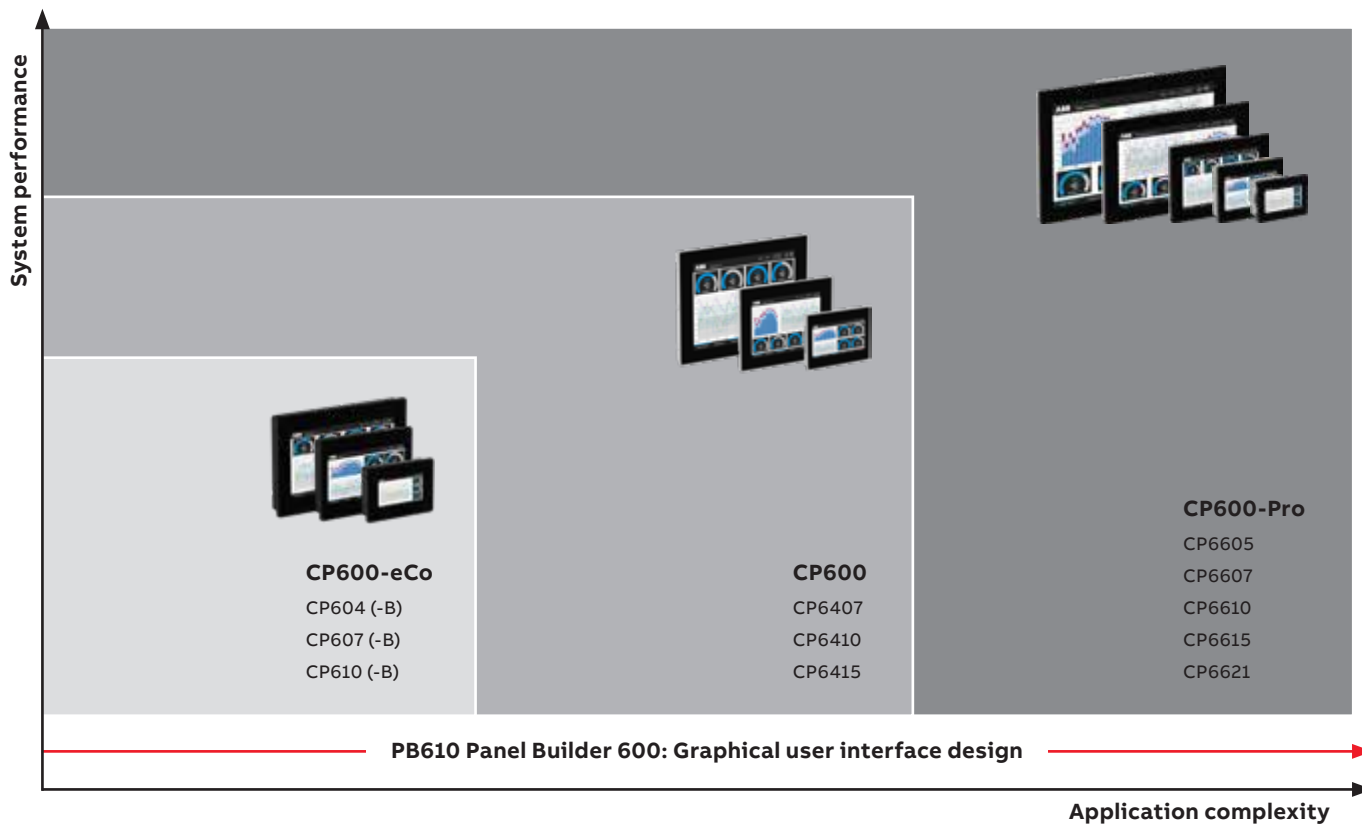 System performance
CP600-eCo
CP604 (-B)
CP607 (-B)
CP610 (-B)
CP600
CP6407
CP6410
CP6415
CP600-Pro
CP6605
CP6607
CP6610
CP6615
CP6621
PB610 Panel Builder 600: Graphical user interface design
Application complexity